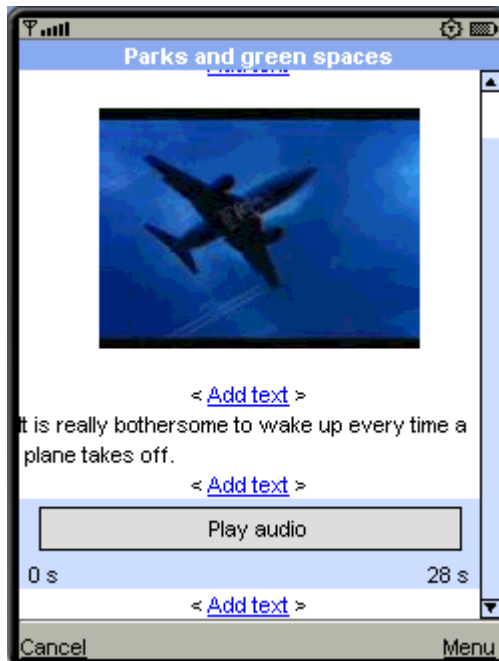 Parks and green spaces
< Add text >
It is really bothersome to wake up every time a
plane takes off.
< Add text >
Play audio
0 s 28 s
< Add text >
Cancel Menu